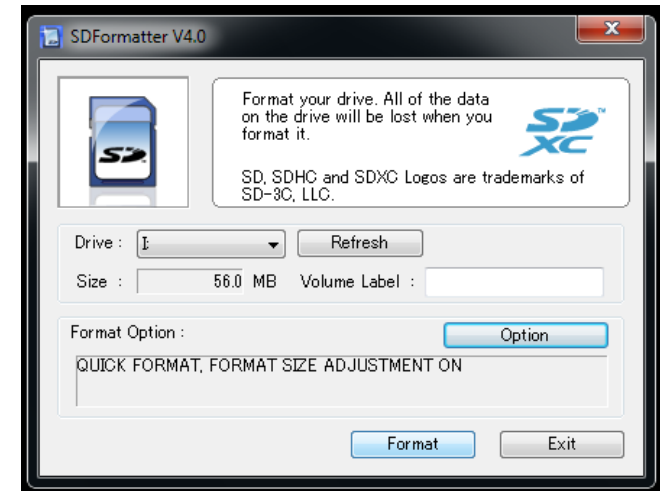 SDFormatter V4.0
Format your drive. All of the data
on the drive will be lost when you
format it.
SD, SDHC and SDXC Logos are trademarks of
SD-3C, LLC.
SD
SD™
XC
Drive : I:
Refresh
Size : 56.0 MB Volume Label :
Format Option :
Option
QUICK FORMAT, FORMAT SIZE ADJUSTMENT ON
Format
Exit